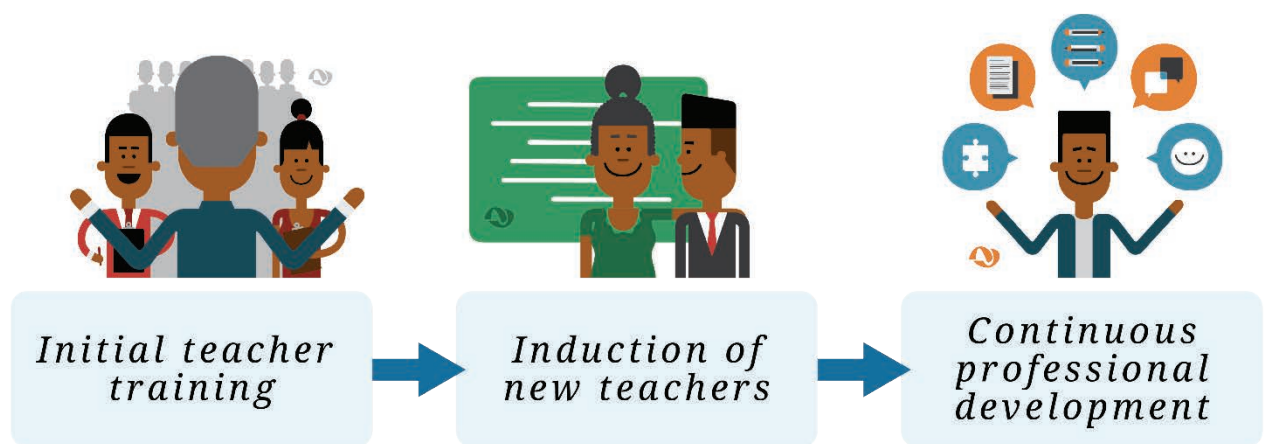 Initial teacher
training
Induction of
new teachers
Continuous
professional
development